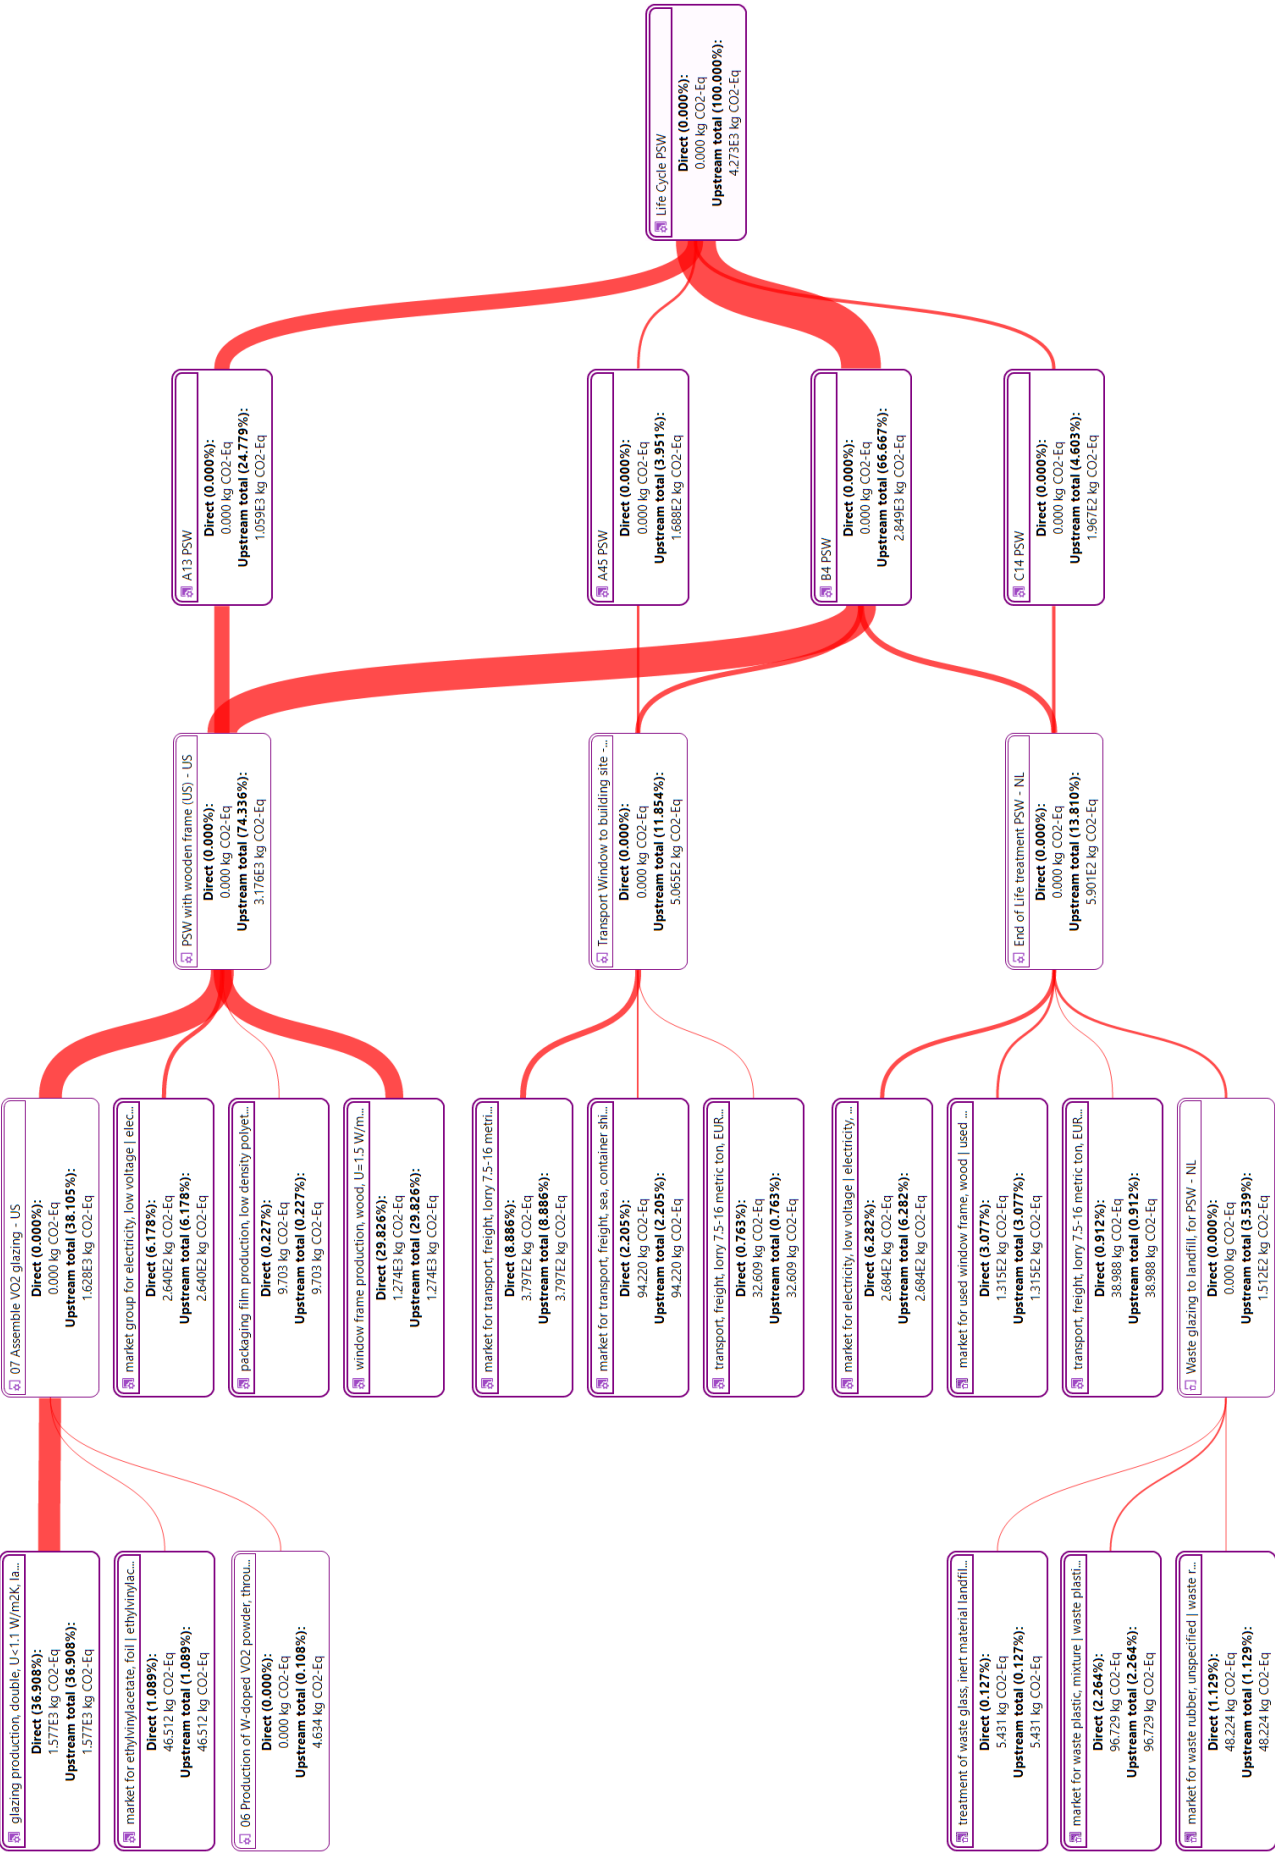 Life Cycle PSW
Direct (0.000%):
0.000 kg CO2-Eq
Upstream total (100.000%):
4.273E3 kg CO2-Eq
A13 PSW
Direct (0.000%):
0.000 kg CO2-Eq
Upstream total (24.779%):
1.059E3 kg CO2-Eq
A45 PSW
Direct (0.000%):
0.000 kg CO2-Eq
Upstream total (3.951%):
1.688E2 kg CO2-Eq
B4 PSW
Direct (0.000%):
0.000 kg CO2-Eq
Upstream total (66.667%):
2.849E3 kg CO2-Eq
C14 PSW
Direct (0.000%):
0.000 kg CO2-Eq
Upstream total (4.603%):
1.967E2 kg CO2-Eq
PSW with wooden frame (US) - US
Direct (0.000%):
0.000 kg CO2-Eq
Upstream total (74.336%):
3.176E3 kg CO2-Eq
Transport Window to building site -...
Direct (0.000%):
0.000 kg CO2-Eq
Upstream total (11.854%):
5.065E2 kg CO2-Eq
End of Life treatment PSW - NL
Direct (0.000%):
0.000 kg CO2-Eq
Upstream total (13.810%):
5.901E2 kg CO2-Eq
07 Assemble VO2 glazing - US
Direct (0.000%):
0.000 kg CO2-Eq
Upstream total (38.105%):
1.628E3 kg CO2-Eq
market group for electricity, low voltage | elec...
Direct (6.178%):
2.640E2 kg CO2-Eq
Upstream total (6.178%):
2.640E2 kg CO2-Eq
packaging film production, low density polyet...
Direct (0.227%):
9.703 kg CO2-Eq
Upstream total (0.227%):
9.703 kg CO2-Eq
window frame production, wood, U=1.5 W/m...
Direct (29.826%):
1.274E3 kg CO2-Eq
Upstream total (29.826%):
1.274E3 kg CO2-Eq
market for transport, freight, lorry 7.5-16 metri...
Direct (8.886%):
3.797E2 kg CO2-Eq
Upstream total (8.886%):
3.797E2 kg CO2-Eq
market for transport, freight, sea, container shi...
Direct (2.205%):
94.220 kg CO2-Eq
Upstream total (2.205%):
94.220 kg CO2-Eq
transport, freight, lorry 7.5-16 metric ton, EUR...
Direct (0.763%):
32.609 kg CO2-Eq
Upstream total (0.763%):
32.609 kg CO2-Eq
market for electricity, low voltage | electricity, ...
Direct (6.282%):
2.684E2 kg CO2-Eq
Upstream total (6.282%):
2.684E2 kg CO2-Eq
market for used window frame, wood | used ...
Direct (3.077%):
1.315E2 kg CO2-Eq
Upstream total (3.077%):
1.315E2 kg CO2-Eq
transport, freight, lorry 7.5-16 metric ton, EUR...
Direct (0.912%):
38.988 kg CO2-Eq
Upstream total (0.912%):
38.988 kg CO2-Eq
Waste glazing to landfill, for PSW - NL
Direct (0.000%):
0.000 kg CO2-Eq
Upstream total (3.539%):
1.512E2 kg CO2-Eq
glazing production, double, U<1.1 W/m2K, la...
Direct (36.908%):
1.577E3 kg CO2-Eq
Upstream total (36.908%):
1.577E3 kg CO2-Eq
market for ethylvinylacetate, foil | ethylvinylac...
Direct (1.089%):
46.512 kg CO2-Eq
Upstream total (1.089%):
46.512 kg CO2-Eq
06 Production of W-doped VO2 powder, throu...
Direct (0.000%):
0.000 kg CO2-Eq
Upstream total (0.108%):
4.634 kg CO2-Eq
treatment of waste glass, inert material landfil...
Direct (0.127%):
5.431 kg CO2-Eq
Upstream total (0.127%):
5.431 kg CO2-Eq
market for waste plastic, mixture | waste plasti...
Direct (2.264%):
96.729 kg CO2-Eq
Upstream total (2.264%):
96.729 kg CO2-Eq
market for waste rubber, unspecified | waste r...
Direct (1.129%):
48.224 kg CO2-Eq
Upstream total (1.129%):
48.224 kg CO2-Eq